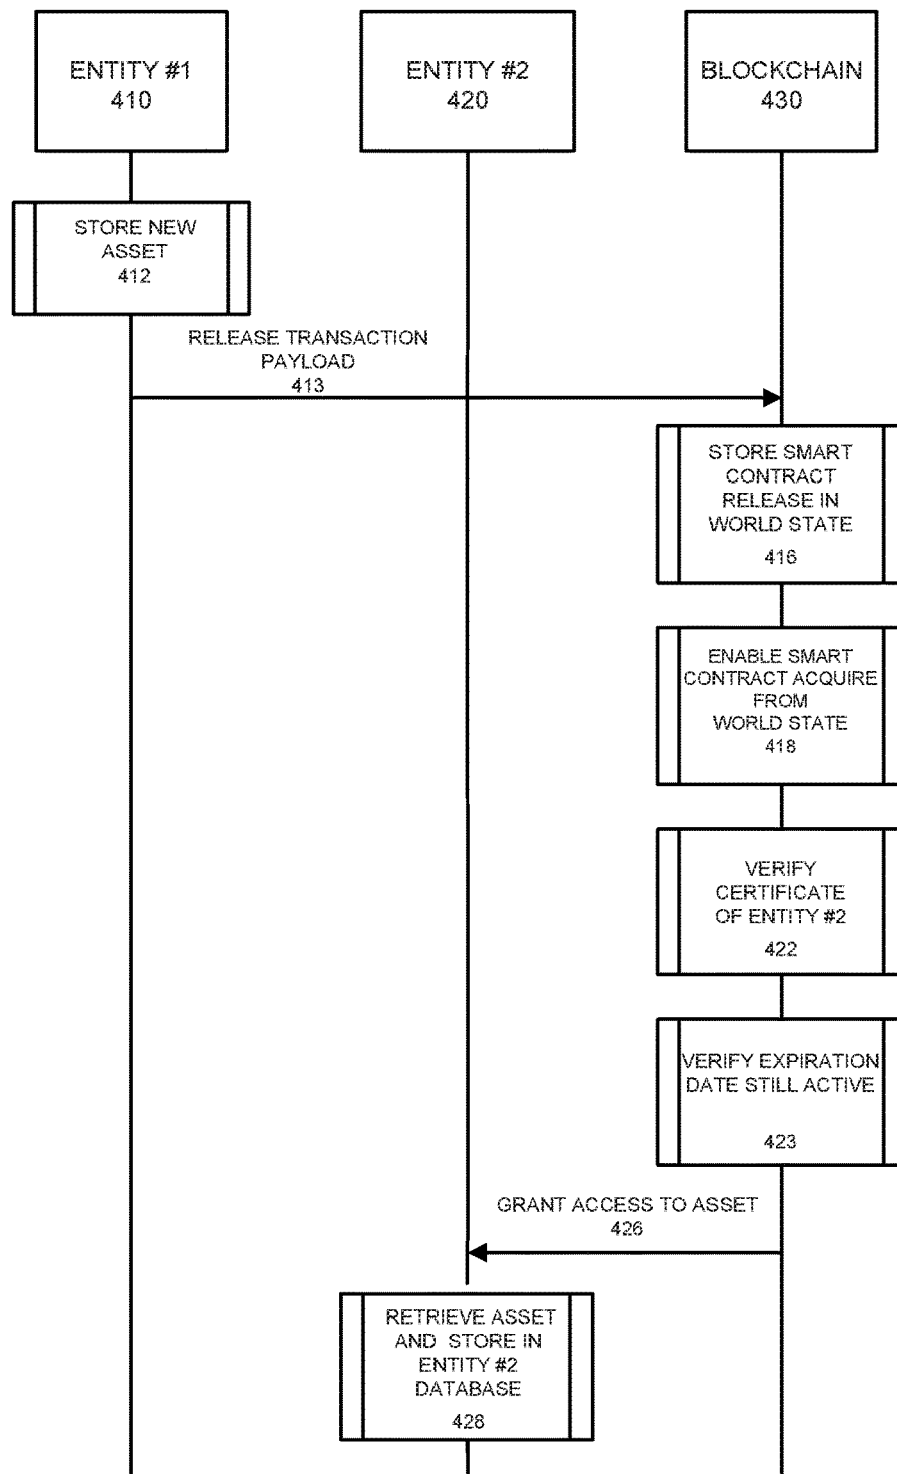 ENTITY #1
410
ENTITY #2
420
BLOCKCHAIN
430
STORE NEW
ASSET
412
RELEASE TRANSACTION
PAYLOAD
413
STORE SMART
CONTRACT
RELEASE IN
WORLD STATE
416
ENABLE SMART
CONTRACT ACQUIRE
FROM
WORLD STATE
418
VERIFY
CERTIFICATE
OF ENTITY #2
422
VERIFY EXPIRATION
DATE STILL ACTIVE
423
GRANT ACCESS TO ASSET
426
RETRIEVE ASSET
AND STORE IN
ENTITY #2
DATABASE
428